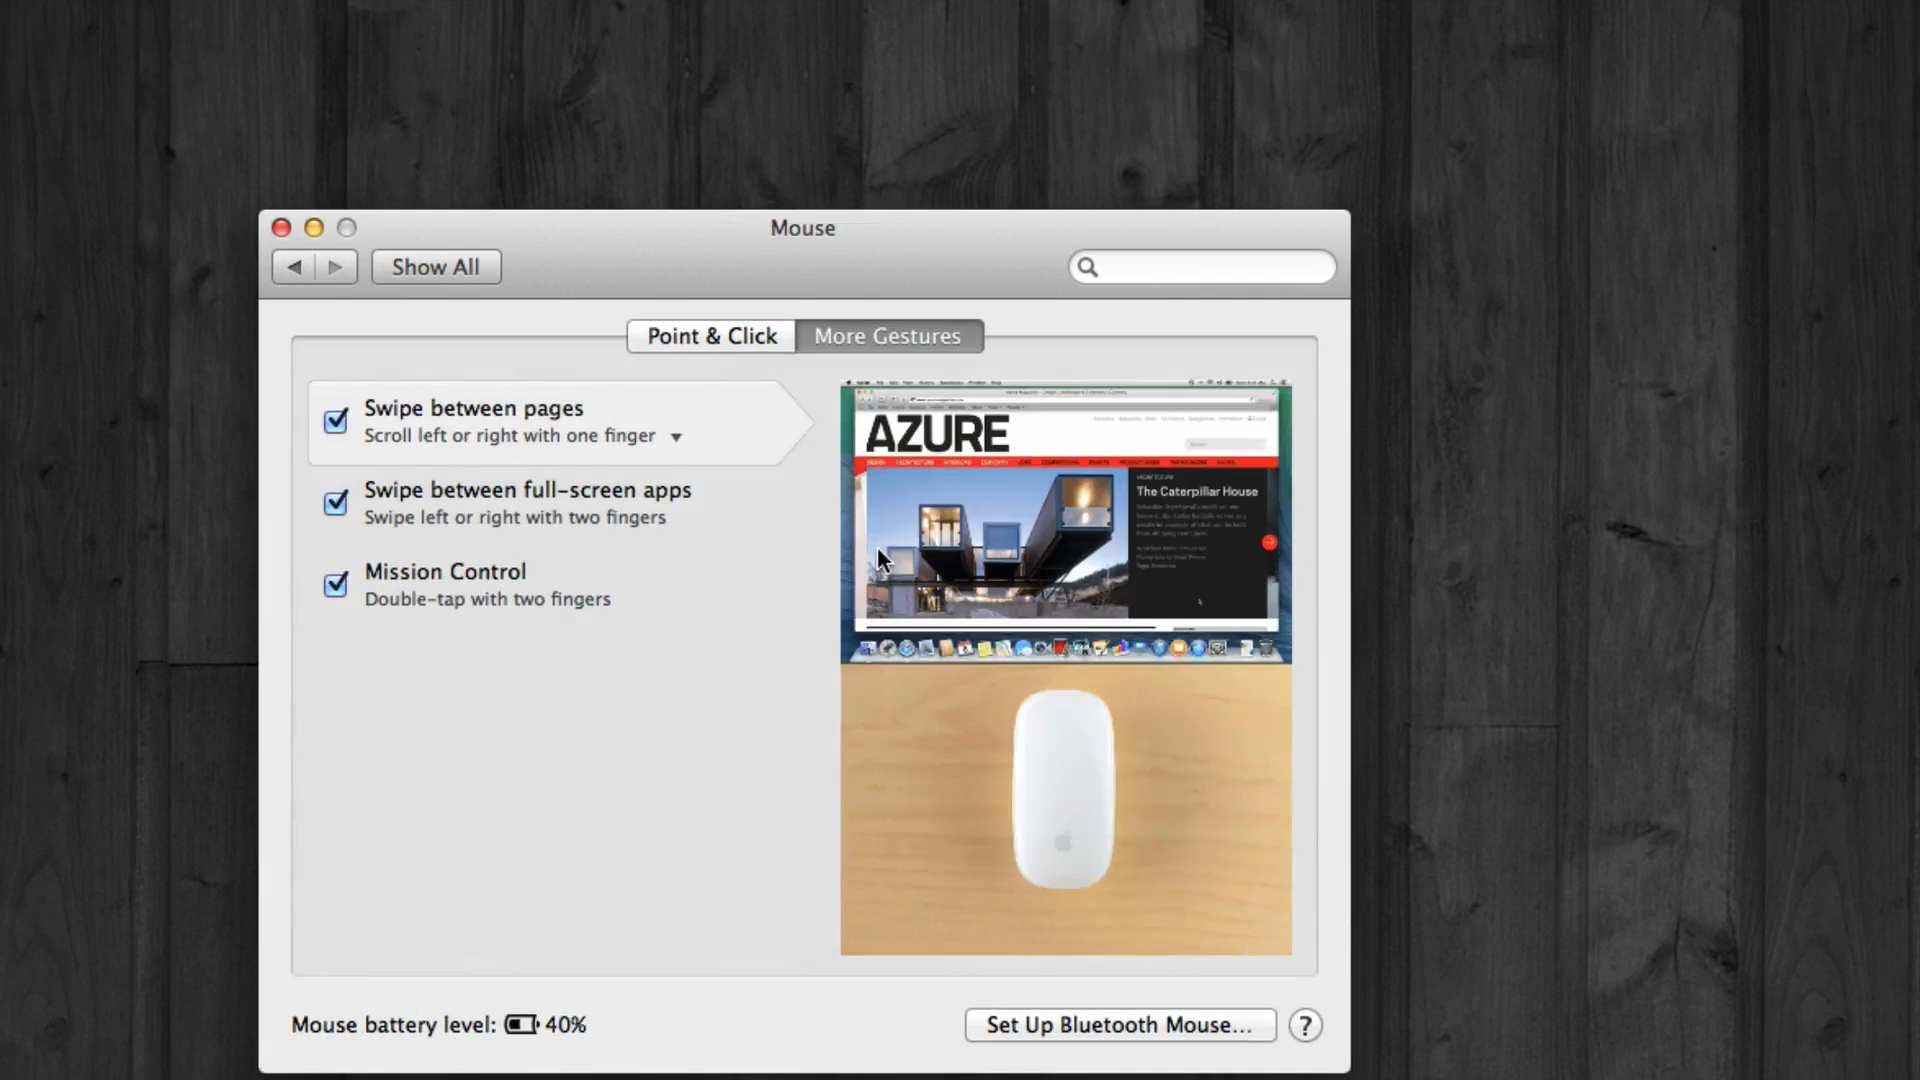 Mouse
Show All
Point & Click
More Gestures
Swipe between pages
Scroll left or right with one finger
Swipe between full-screen apps
Swipe left or right with two fingers
Mission Control
Double-tap with two fingers
AZURE
The Caterpillar House
Mouse battery level: 40%
Set Up Bluetooth Mouse...
?